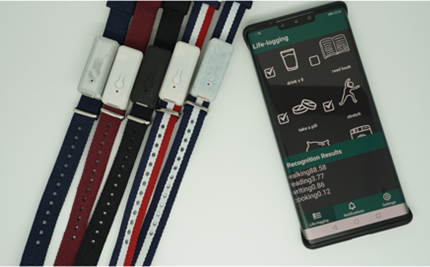 Life-logging
drink x 8
read book
take a pill
stretch
Recognition Results
walking88.58
eading3.77
writing0.86
cooking0.12
Life-logging
Notifications
Settings